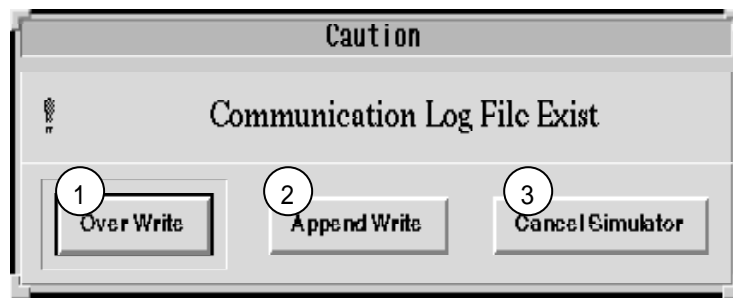 Caution
! Communication Log File Exist
1 2 3
Over Write Append Write Cancel Simulator